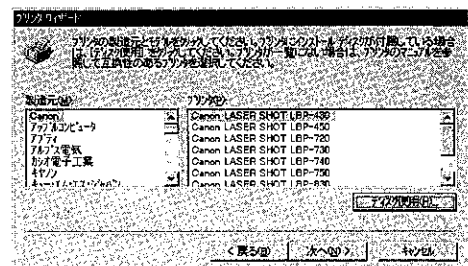 プリンタ ウィザード
プリンタの製造元とモデルをクリックしてください。プリンタにインストール ディスクが付属している場合
は、[ディスク使用] をクリックしてください。プリンタが一覧にない場合は、プリンタのマニュアルを参
照して互換性のあるプリンタを選択してください。
製造元(M):
プリンタ(P):
Canon
アップルコンピュータ
アプティ
アルプス電気
カシオ電子工業
キヤノン
Canon LASER SHOT LBP-430
Canon LASER SHOT LBP-450
Canon LASER SHOT LBP-720
Canon LASER SHOT LBP-730
Canon LASER SHOT LBP-740
Canon LASER SHOT LBP-750
Canon LASER SHOT LBP-830
ディスク使用(H)...
< 戻る(B)
次へ(N) >
キャンセル